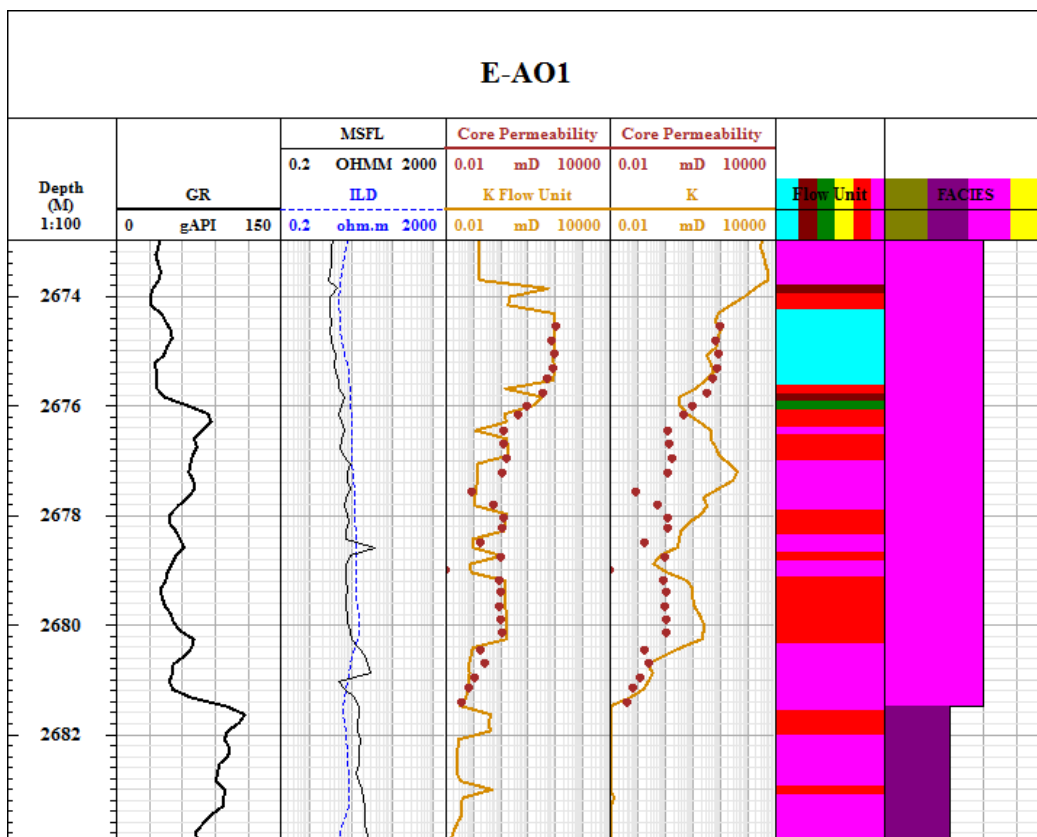 E-AO1
Depth
(M)
1:100
GR
0 gAPI 150
MSFL
0.2 OHMM 2000
ILD
0.2 ohm.m 2000
Core Permeability
0.01 mD 10000
K Flow Unit
0.01 mD 10000
Core Permeability
0.01 mD 10000
K
0.01 mD 10000
Flow Unit
FACIES
2674
2676
2678
2680
2682